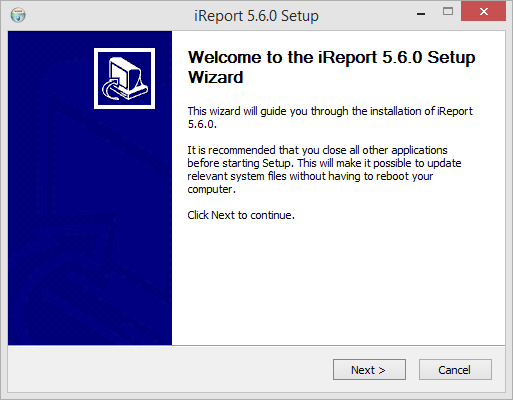 iReport 5.6.0 Setup
Welcome to the iReport 5.6.0 Setup
Wizard
This wizard will guide you through the installation of iReport
5.6.0.
It is recommended that you close all other applications
before starting Setup. This will make it possible to update
relevant system files without having to reboot your
computer.
Click Next to continue.
Next >
Cancel